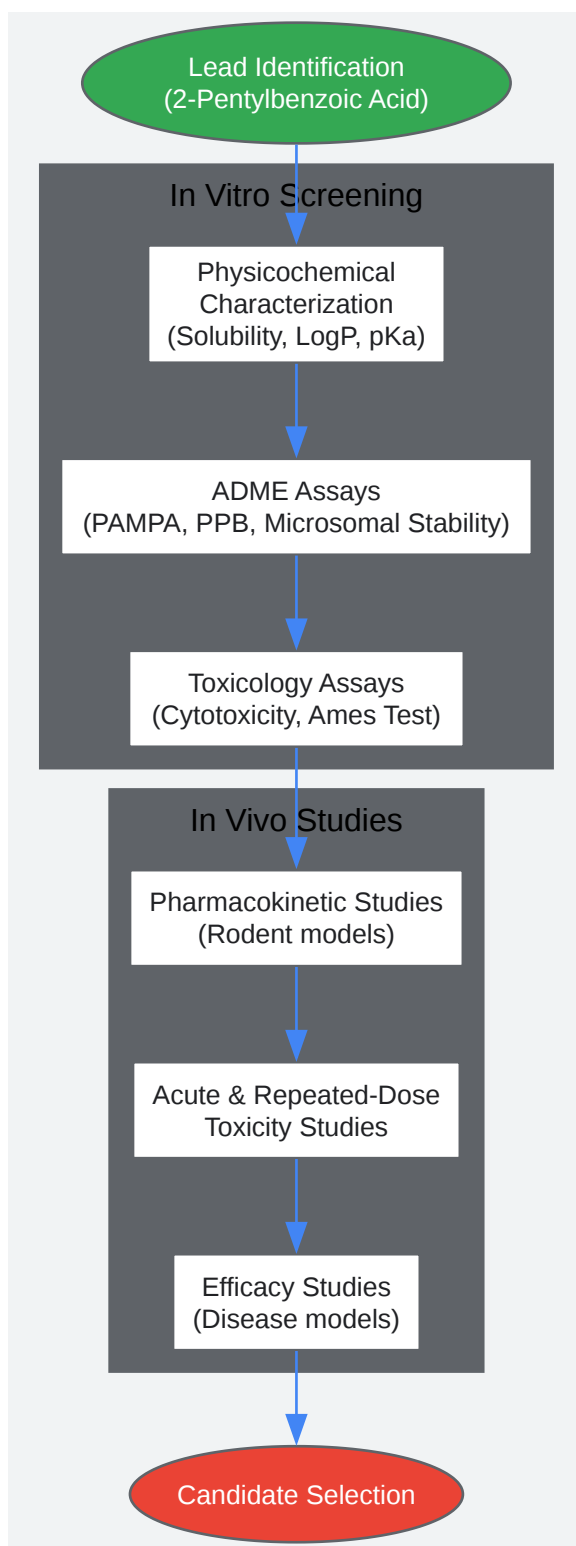 Lead Identification
(2-Pentylbenzoic Acid)
In Vitro Screening
Physicochemical
Characterization
(Solubility, LogP, pKa)
ADME Assays
(PAMPA, PPB, Microsomal Stability)
Toxicology Assays
(Cytotoxicity, Ames Test)
In Vivo Studies
Pharmacokinetic Studies
(Rodent models)
Acute & Repeated-Dose
Toxicity Studies
Efficacy Studies
(Disease models)
Candidate Selection